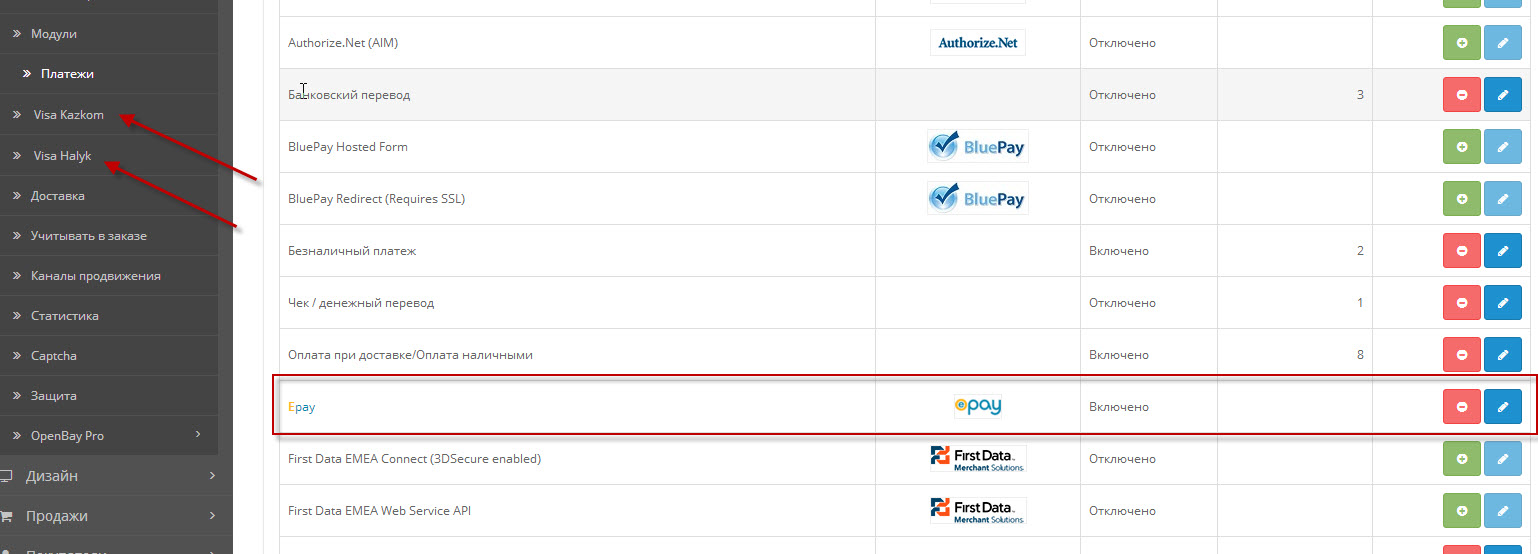 Модули
Платежи
Visa Kazkom
Visa Halyk
Доставка
Учитывать в заказе
Каналы продвижения
Статистика
Captcha
Защита
OpenBay Pro
Дизайн
Продажи
Authorize.Net (AIM) Authorize.Net Отключено
Банковский перевод Отключено 3
BluePay Hosted Form BluePay Отключено
BluePay Redirect (Requires SSL) BluePay Отключено
Безналичный платеж Включено 2
Чек / денежный перевод Отключено 1
Оплата при доставке/Оплата наличными Включено 8
Epay epay Включено
First Data EMEA Connect (3DSecure enabled) First Data™ Merchant Solutions. Отключено
First Data EMEA Web Service API First Data™ Merchant Solutions. Отключено